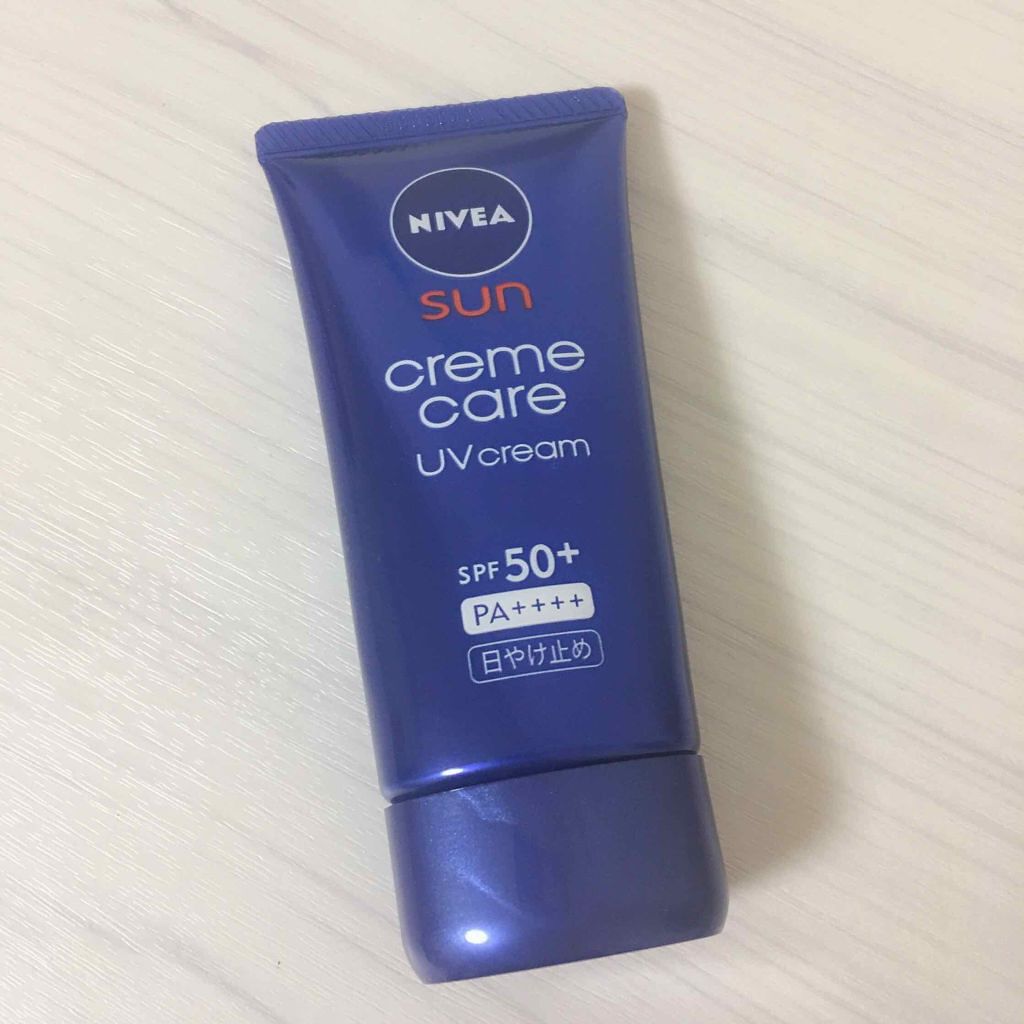 NIVEA
sun
creme
care
UV cream
SPF 50+
PA++++
日やけ止め